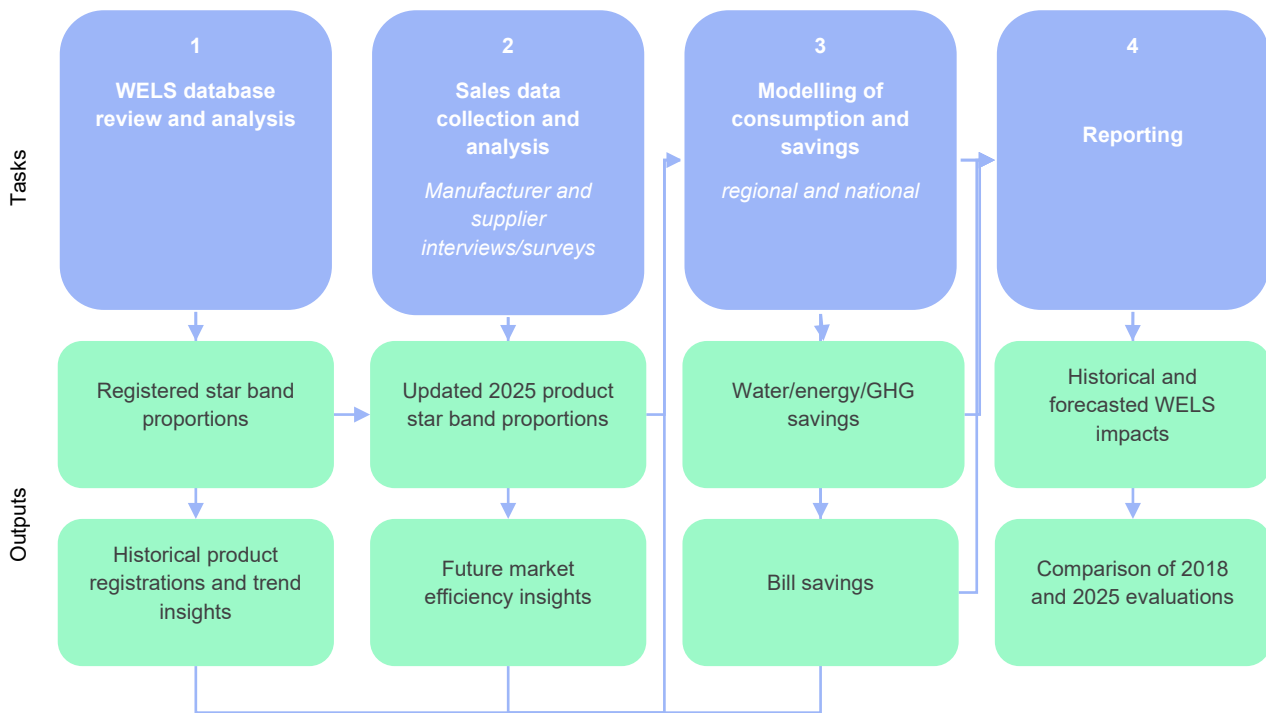 Tasks
1
WELS database
review and analysis
2
Sales data
collection and
analysis
Manufacturer and
supplier
interviews/surveys
3
Modelling of
consumption and
savings
regional and national
4
Reporting
Outputs
Registered star band
proportions
Updated 2025 product
star band proportions
Water/energy/GHG
savings
Historical and
forecasted WELS
impacts
Historical product
registrations and trend
insights
Future market
efficiency insights
Bill savings
Comparison of 2018
and 2025 evaluations